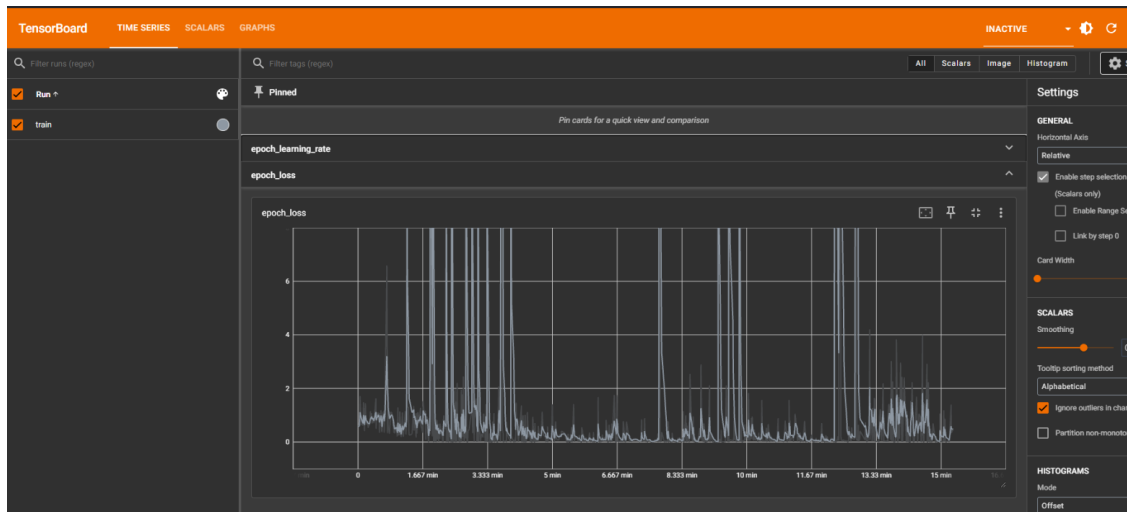 TensorBoard TIME SERIES SCALARS GRAPHS INACTIVE
Filter runs (regex)
Run
train
Filter tags (regex)
All Scalars Image Histogram
Pinned
Pin cards for a quick view and comparison
epoch_learning_rate
epoch_loss
epoch_loss
6
4
2
0
0 1.667 min 3.333 min 5 min 6.667 min 8.333 min 10 min 11.67 min 13.33 min 15 min
Settings
GENERAL
Horizontal Axis
Relative
Enable step selection
(Scalars only)
Enable Range
Link by step 0
Card Width
SCALARS
Smoothing
Tooltip sorting method
Alphabetical
Ignore outliers in
Partition
HISTOGRAMS
Mode
Offset